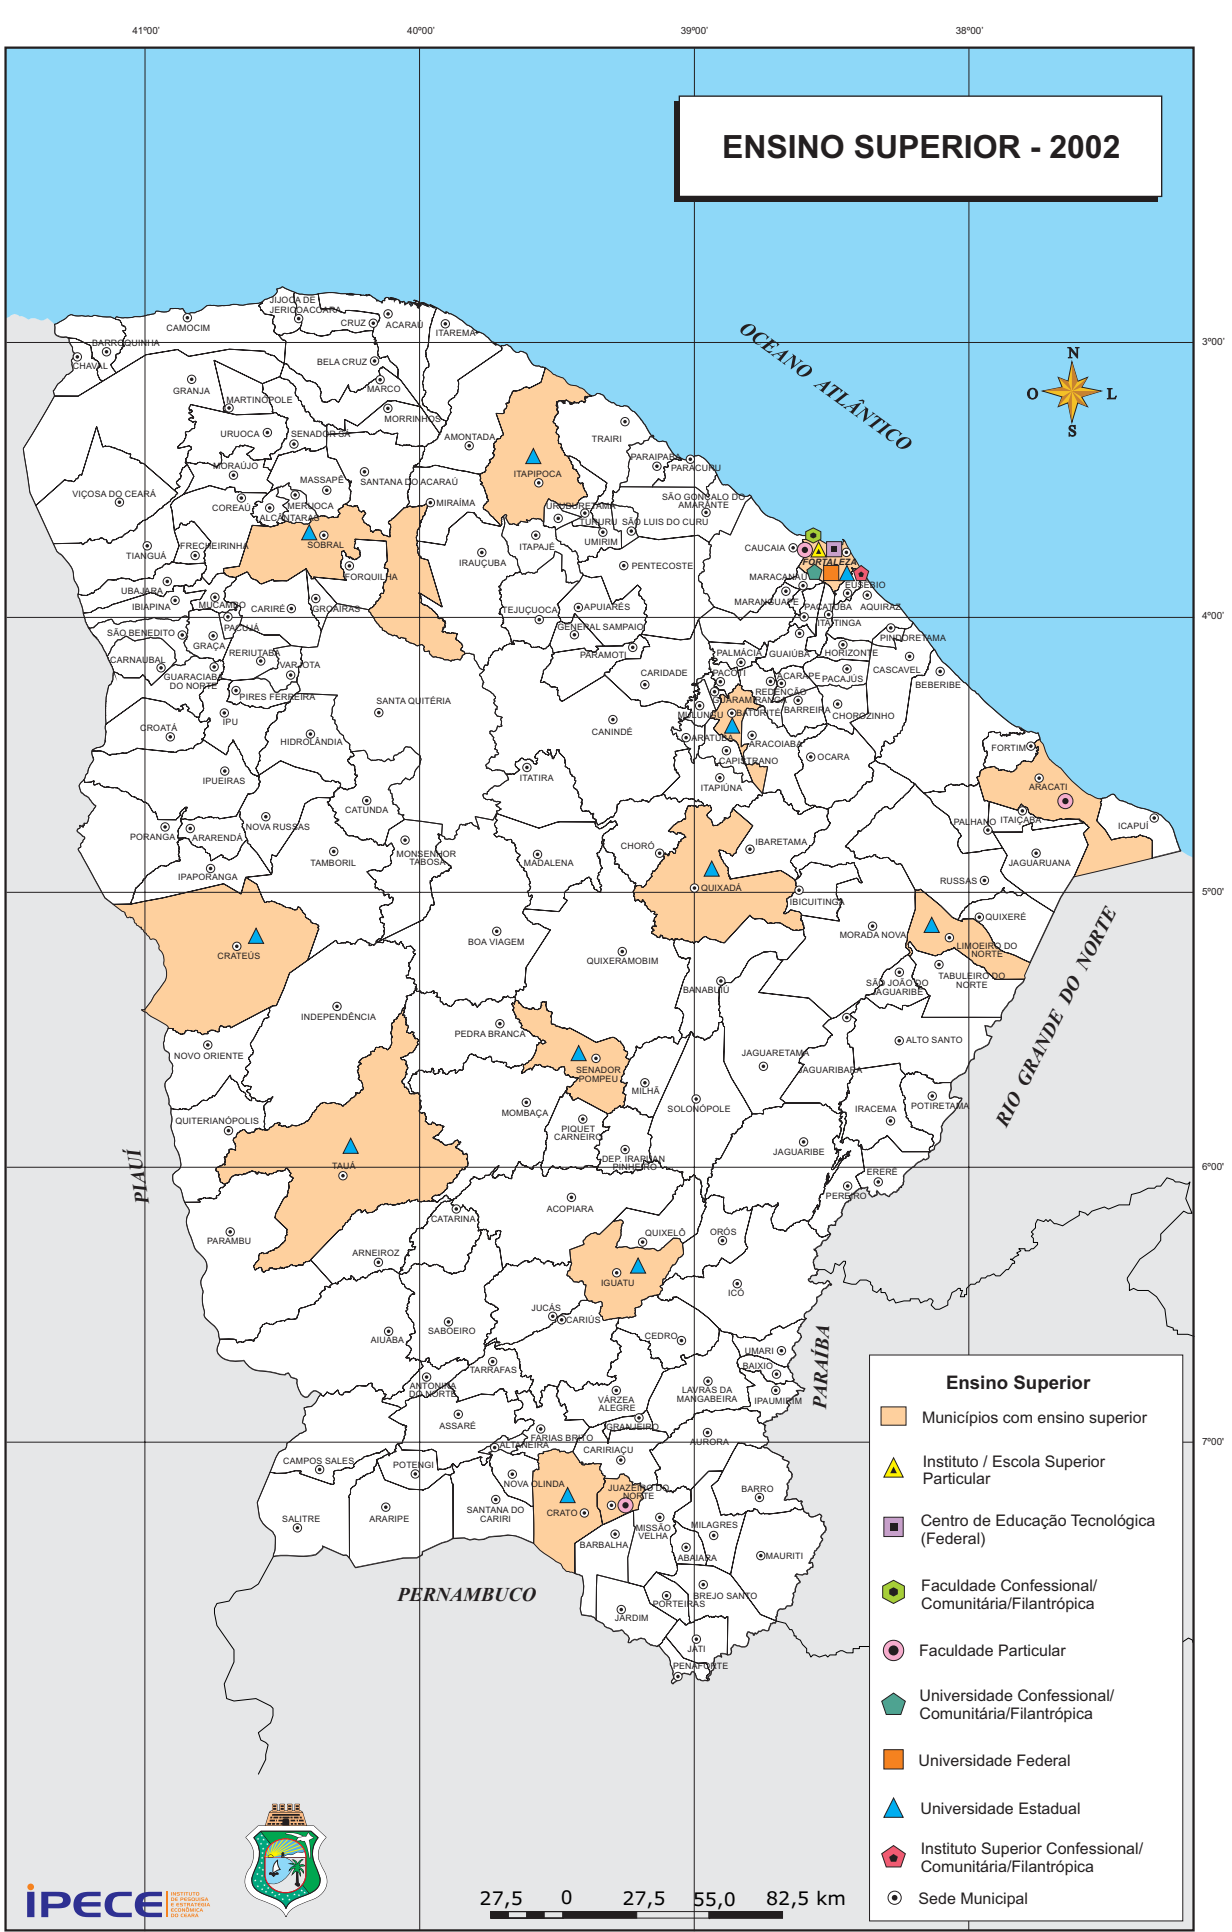 41º00'
40º00'
39º00'
38º00'
ENSINO SUPERIOR - 2002
3º00'
4º00'
5º00'
6º00'
7º00'
OCEANO ATLÂNTICO
N
O
L
S
JIJOCA DE
JERICOACOARA
CAMOCIM
CRUZ
ACARAÚ
ITAREMA
BARROQUINHA
CHAVAL
BELA CRUZ
GRANJA
MARCO
MARTINÓPOLE
MORRINHOS
URUOCA
SENADOR SÁ
AMONTADA
TRAIRI
MORAÚJO
PARAIPABA
PARACURU
ITAPIPOCA
MASSAPÊ
SANTANA DO ACARAÚ
VIÇOSA DO CEARÁ
SÃO GONÇALO DO
AMARANTE
MIRAÍMA
COREAÚ
MERUOCA
ALCÂNTARAS
URUBURETAMA
TURURU
SÃO LUIS DO CURU
UMIRIM
ITAPAJÉ
SOBRAL
FRECHEIRINHA
TIANGUÁ
CAUCAIA
FORTALEZA
IRAUÇUBA
PENTECOSTE
FORQUILHA
MARACANAÚ
EUSÉBIO
UBAJARA
MARANGUAPE
IBIAPINA
MUCAMBO
CARIRÉ
GROAÍRAS
TEJUÇUOCA
APUIARÉS
PACATUBA
AQUIRAZ
ITAITINGA
PACUJÁ
GENERAL SAMPAIO
SÃO BENEDITO
GRAÇA
PINDORETAMA
RERIUTABA
PARAMOTI
PALMÁCIA
GUAIÚBA
HORIZONTE
CARNAUBAL
VARJOTA
CARIDADE
PACOTI
ACARAPE
PACAJÚS
CASCAVEL
GUARACIABA
DO NORTE
BEBERIBE
REDENÇÃO
PIRES FERREIRA
SANTA QUITÉRIA
GUARAMIRANGA
BARREIRA
MULUNGU
BATURITÉ
CHOROZINHO
IPU
CROATÁ
CANINDÉ
ARATUBA
ARACOIABA
HIDROLÂNDIA
FORTIM
CAPISTRANO
OCARA
IPUEIRAS
ITATIRA
ITAPIÚNA
ARACATI
CATUNDA
NOVA RUSSAS
PALHANO
ITAIÇABA
ICAPUÍ
PORANGA
ARARENDÁ
MONSENHOR
TABOSA
CHORÓ
IBARETAMA
TAMBORIL
MADALENA
JAGUARUANA
IPAPORANGA
RUSSAS
QUIXADÁ
IBICUITINGA
QUIXERÉ
MORADA NOVA
BOA VIAGEM
LIMOEIRO DO
NORTE
CRATEÚS
QUIXERAMOBIM
TABULEIRO DO
NORTE
BANABUIÚ
SÃO JOÃO DO
JAGUARIBE
INDEPENDÊNCIA
PEDRA BRANCA
ALTO SANTO
NOVO ORIENTE
JAGUARETAMA
SENADOR
POMPEU
JAGUARIBARA
MILHÃ
SOLONÓPOLE
POTIRETAMA
IRACEMA
MOMBAÇA
QUITERIANÓPOLIS
PIQUET
CARNEIRO
JAGUARIBE
DEP. IRAPUAN
PINHEIRO
TAUÁ
ERERÊ
PEREIRO
RIO GRANDE DO NORTE
PIAUÍ
ACOPIARA
CATARINA
PARAMBU
QUIXELÔ
ORÓS
ARNEIROZ
IGUATU
ICÓ
JUCÁS
CARIÚS
SABOEIRO
AIUABA
CEDRO
UMARI
BAIXIO
TARRAFAS
PARAÍBA
ANTONINA
DO NORTE
LAVRAS DA
MANGABEIRA
IPAUMIRIM
VÁRZEA
ALEGRE
ASSARÉ
GRANJEIRO
FARIAS BRITO
AURORA
ALTANEIRA
CARIRIAÇU
CAMPOS SALES
POTENGI
NOVA OLINDA
JUAZEIRO DO
NORTE
BARRO
SANTANA DO
CARIRI
CRATO
SALITRE
ARARIPE
MISSÃO
VELHA
MILAGRES
BARBALHA
ABAIARA
MAURITI
PERNAMBUCO
BREJO SANTO
PORTEIRAS
JARDIM
JATI
PENAFORTE
Ensino Superior
Municípios com ensino superior
Instituto / Escola Superior
Particular
Centro de Educação Tecnológica
(Federal)
Faculdade Confessional/
Comunitária/Filantrópica
Faculdade Particular
Universidade Confessional/
Comunitária/Filantrópica
Universidade Federal
Universidade Estadual
Instituto Superior Confessional/
Comunitária/Filantrópica
Sede Municipal
27,5 0 27,5 55,0 82,5 km
IPECE
INSTITUTO
DE PESQUISA
E ESTRATÉGIA
ECONÔMICA
DO CEARÁ